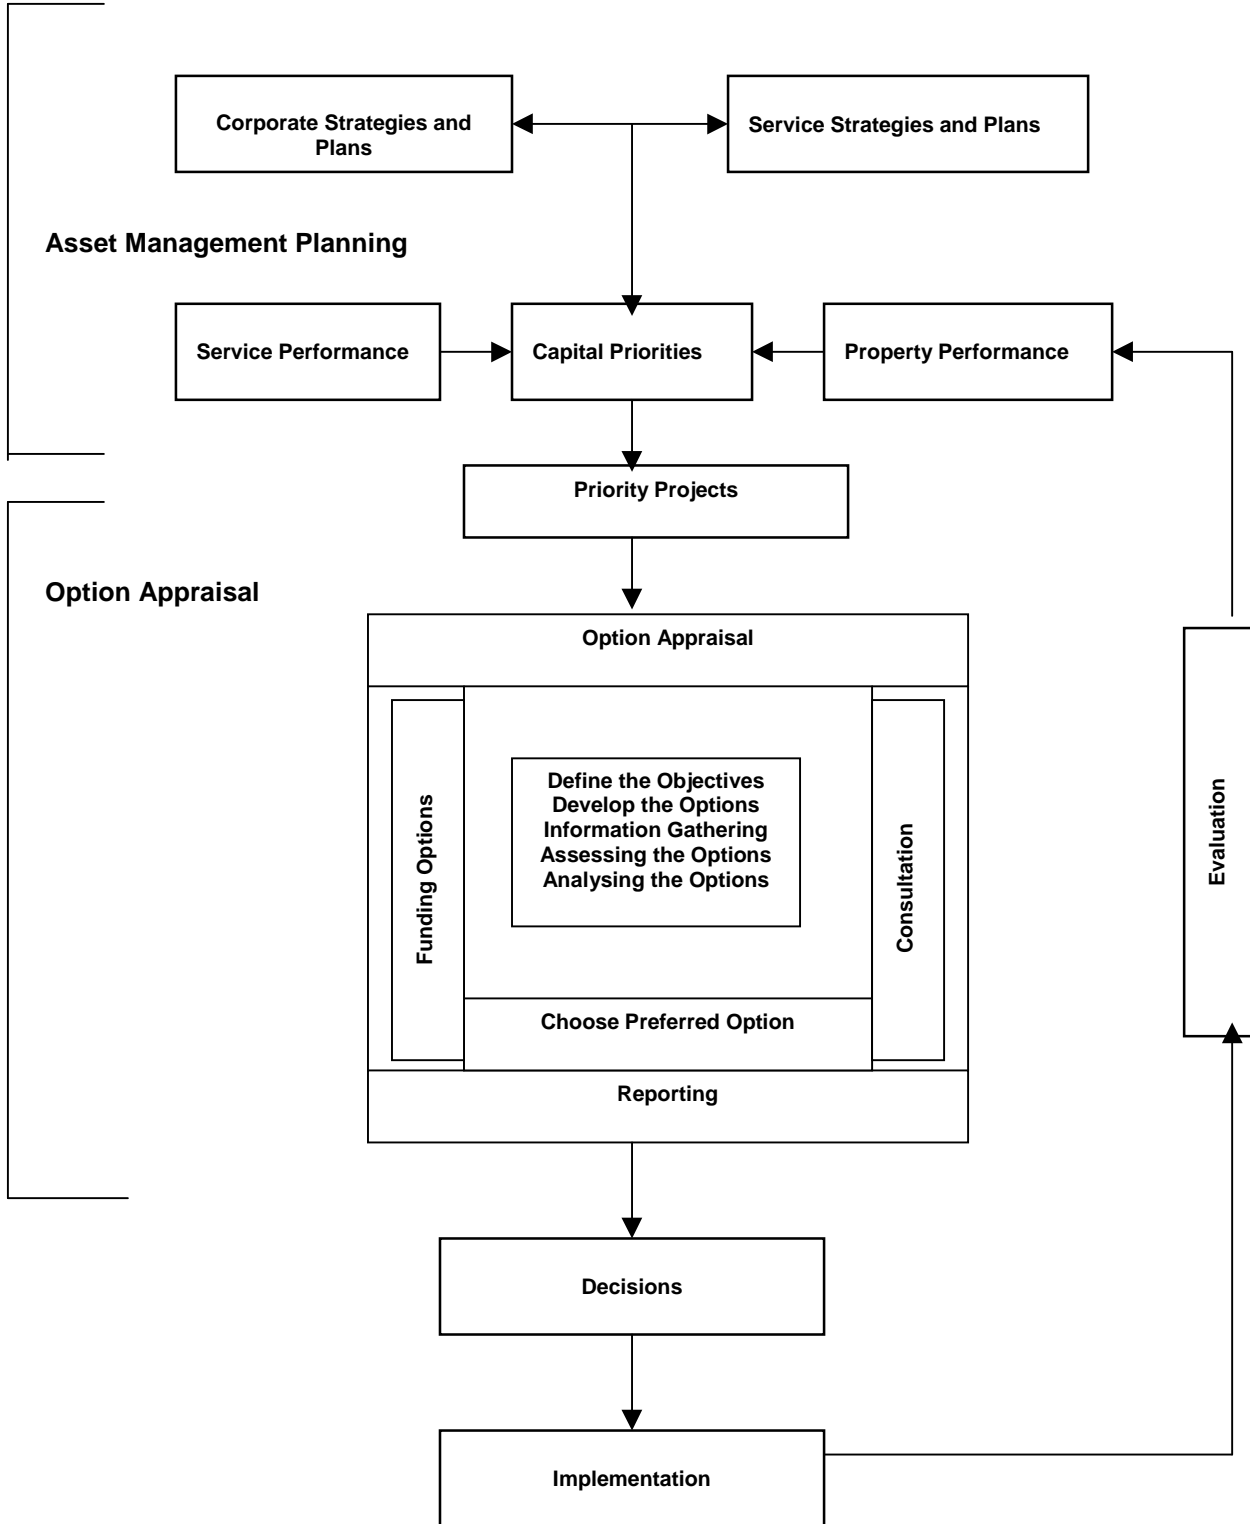 Corporate Strategies and
Plans
Service Strategies and Plans
Asset Management Planning
Service Performance
Capital Priorities
Property Performance
Priority Projects
Option Appraisal
Option Appraisal
Funding Options
Define the Objectives
Develop the Options
Information Gathering
Assessing the Options
Analysing the Options
Consultation
Evaluation
Choose Preferred Option
Reporting
Decisions
Implementation